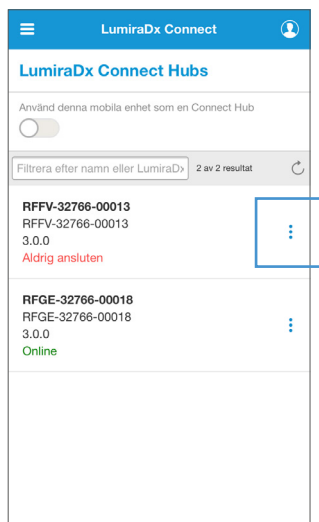 LumiraDx Connect
LumiraDx Connect Hubs
Använd denna mobila enhet som en Connect Hub
Filtrera efter namn eller LumiraDx
2 av 2 resultat
RFFV-32766-00013
RFFV-32766-00013
3.0.0
Aldrig ansluten
RFGE-32766-00018
RFGE-32766-00018
3.0.0
Online